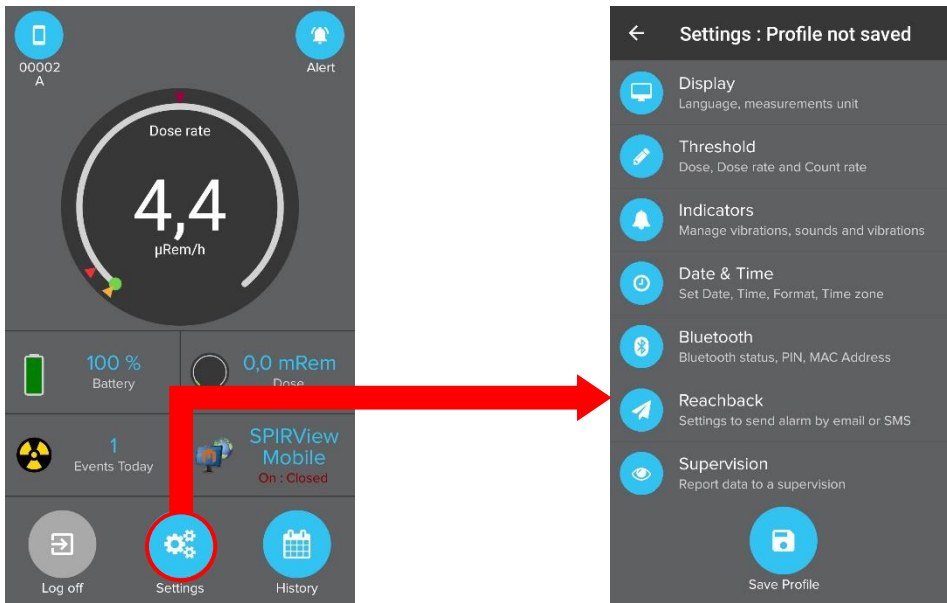 00002
A
Alert
Dose rate
4,4
µRem/h
100 %
Battery
0,0 mRem
Dose
1
Events Today
SPIRView
Mobile
On : Closed
Log off
Settings
History
Settings : Profile not saved
Display
Language, measurements unit
Threshold
Dose, Dose rate and Count rate
Indicators
Manage vibrations, sounds and vibrations
Date & Time
Set Date, Time, Format, Time zone
Bluetooth
Bluetooth status, PIN, MAC Address
Reachback
Settings to send alarm by email or SMS
Supervision
Report data to a supervision
Save Profile